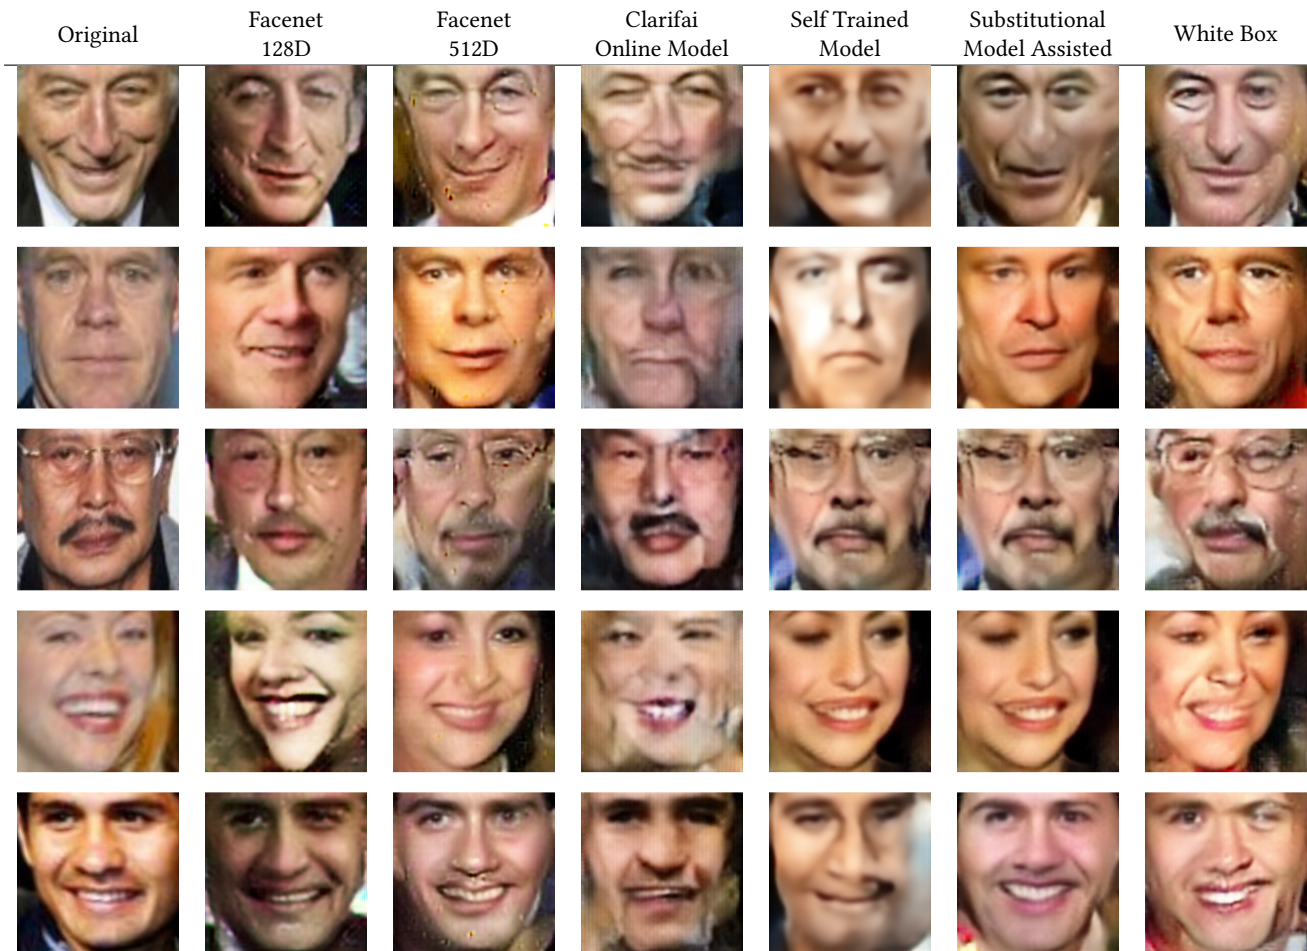 Original
Facenet
128D
Facenet
512D
Clarifai
Online Model
Self Trained
Model
Substitutional
Model Assisted
White Box